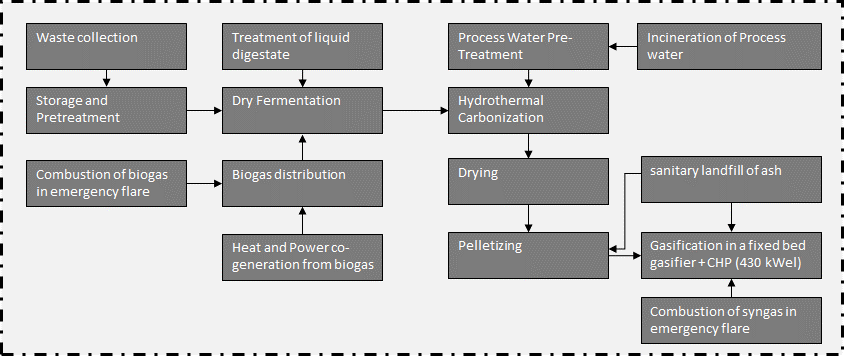 Waste collection
Treatment of liquid
digestate
Process Water Pre-
Treatment
Incineration of Process
water
Storage and
Pretreatment
Dry Fermentation
Hydrothermal
Carbonization
Combustion of biogas
in emergency flare
Biogas distribution
Drying
sanitary landfill of ash
Heat and Power co-
generation from biogas
Pelletizing
Gasification in a fixed bed
gasifier + CHP (430 kWel)
Combustion of syngas in
emergency flare